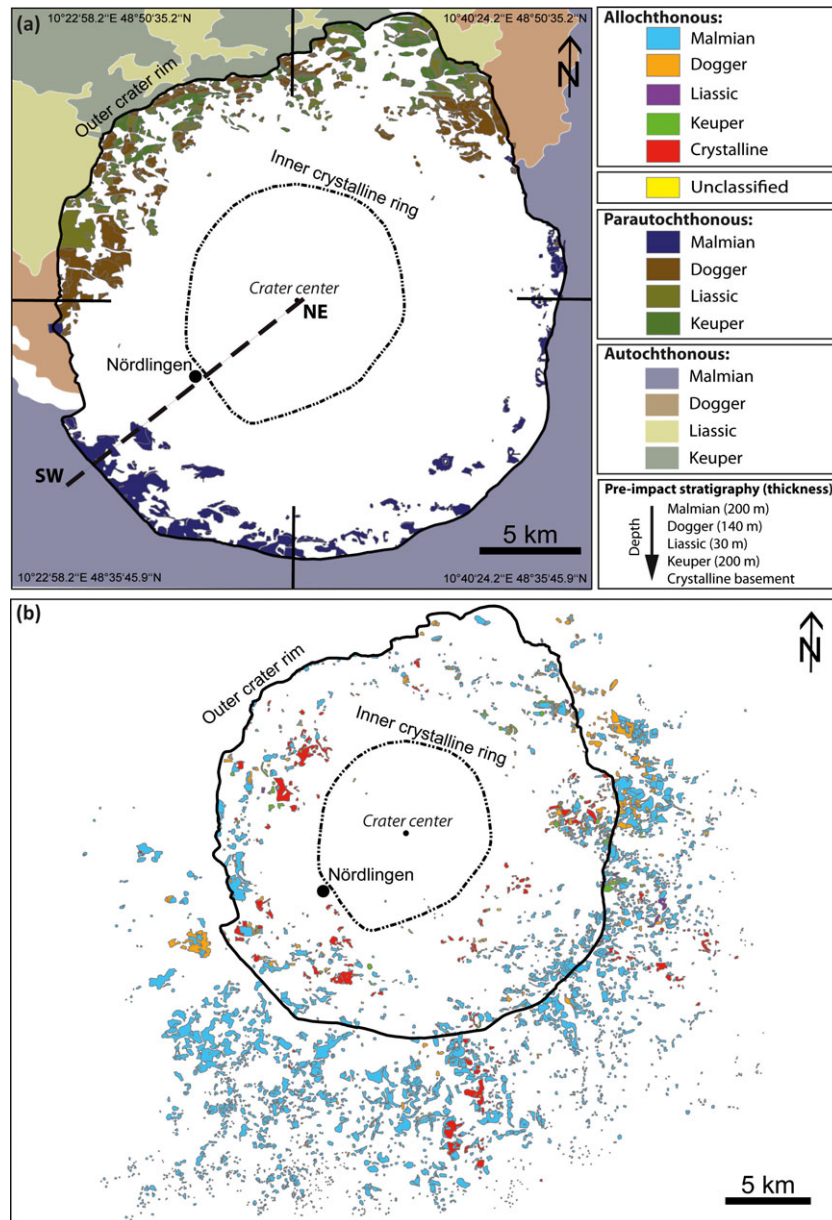 (a)
10°22'58.2"E 48°50'35.2"N
10°40'24.2"E 48°50'35.2"N
N
Outer crater rim
Inner crystalline ring
Crater center
NE
Nördlingen
SW
5 km
10°22'58.2"E 48°35'45.9"N
10°40'24.2"E 48°35'45.9"N
Allochthonous:
Malmian
Dogger
Liassic
Keuper
Crystalline
Unclassified
Parautochthonous:
Malmian
Dogger
Liassic
Keuper
Autochthonous:
Malmian
Dogger
Liassic
Keuper
Pre-impact stratigraphy (thickness)
Depth
Malmian (200 m)
Dogger (140 m)
Liassic (30 m)
Keuper (200 m)
Crystalline basement
(b)
N
Outer crater rim
Inner crystalline ring
Crater center
Nördlingen
5 km